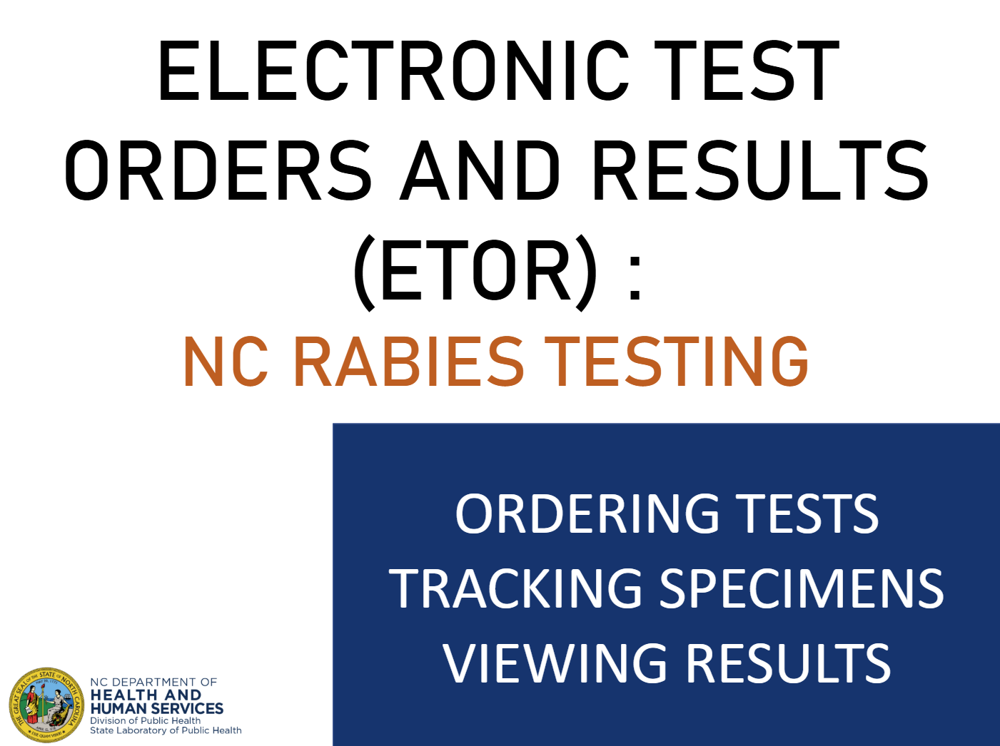 ELECTRONIC TEST
ORDERS AND RESULTS
(ETOR) :
NC RABIES TESTING
ORDERING TESTS
TRACKING SPECIMENS
VIEWING RESULTS
THE GREAT SEAL OF THE STATE OF NORTH CAROLINA
MAY 20, 1775
APRIL 12, 1776
ESSE QUAM VIDERI
NC DEPARTMENT OF
HEALTH AND
HUMAN SERVICES
Division of Public Health
State Laboratory of Public Health